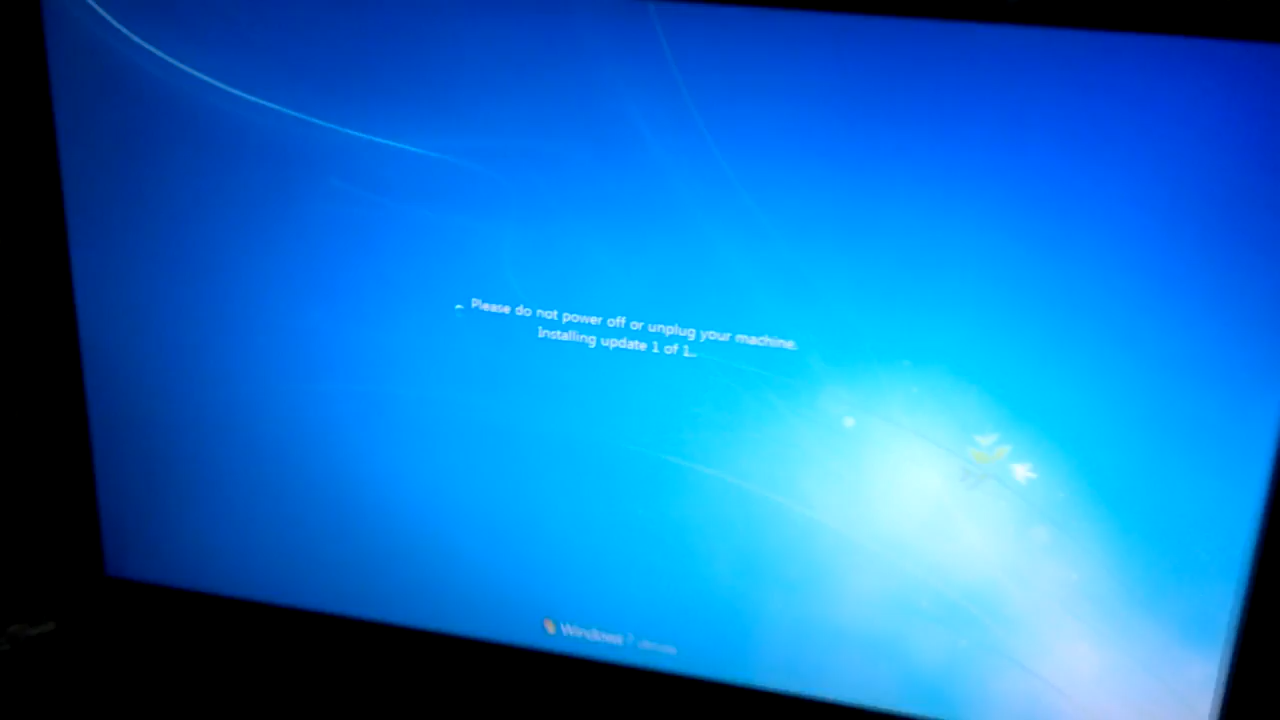 Please do not power off or unplug your machine.
Installing update 1 of 1..
Windows 7